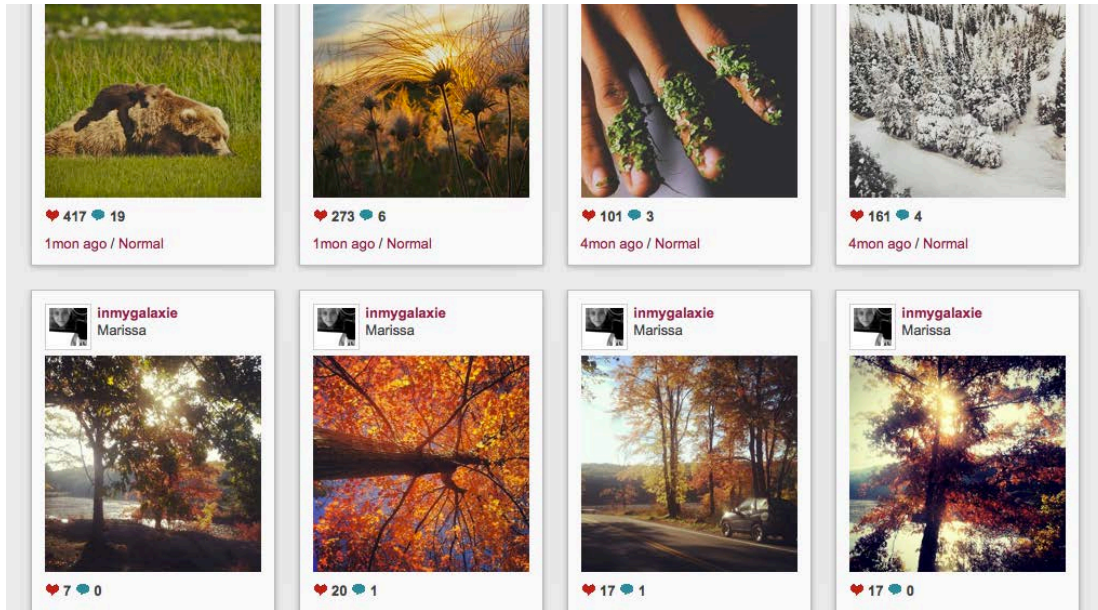 417 19
273 6
101 3
161 4
1mon ago / Normal
1mon ago / Normal
4mon ago / Normal
4mon ago / Normal
inmygalaxie
Marissa
inmygalaxie
Marissa
inmygalaxie
Marissa
inmygalaxie
Marissa
7 0
20 1
17 1
17 0